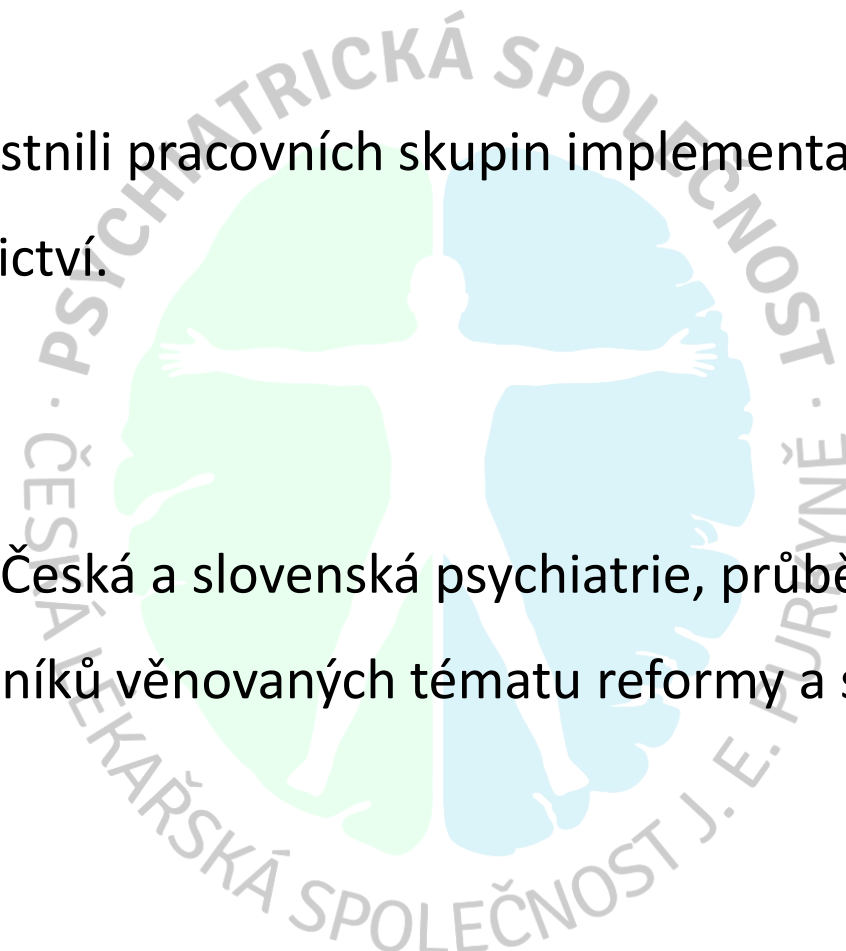 PSYCHIATRICKÁ SPOLEČNOST
stnili pracovních skupin implementa
ictví.
Česká a slovenská psychiatrie, průbě
níků věnovaných tématu reformy a s
· ČESKÁ LÉKAŘSKÁ SPOLEČNOST J. E. PURKYNĚ ·